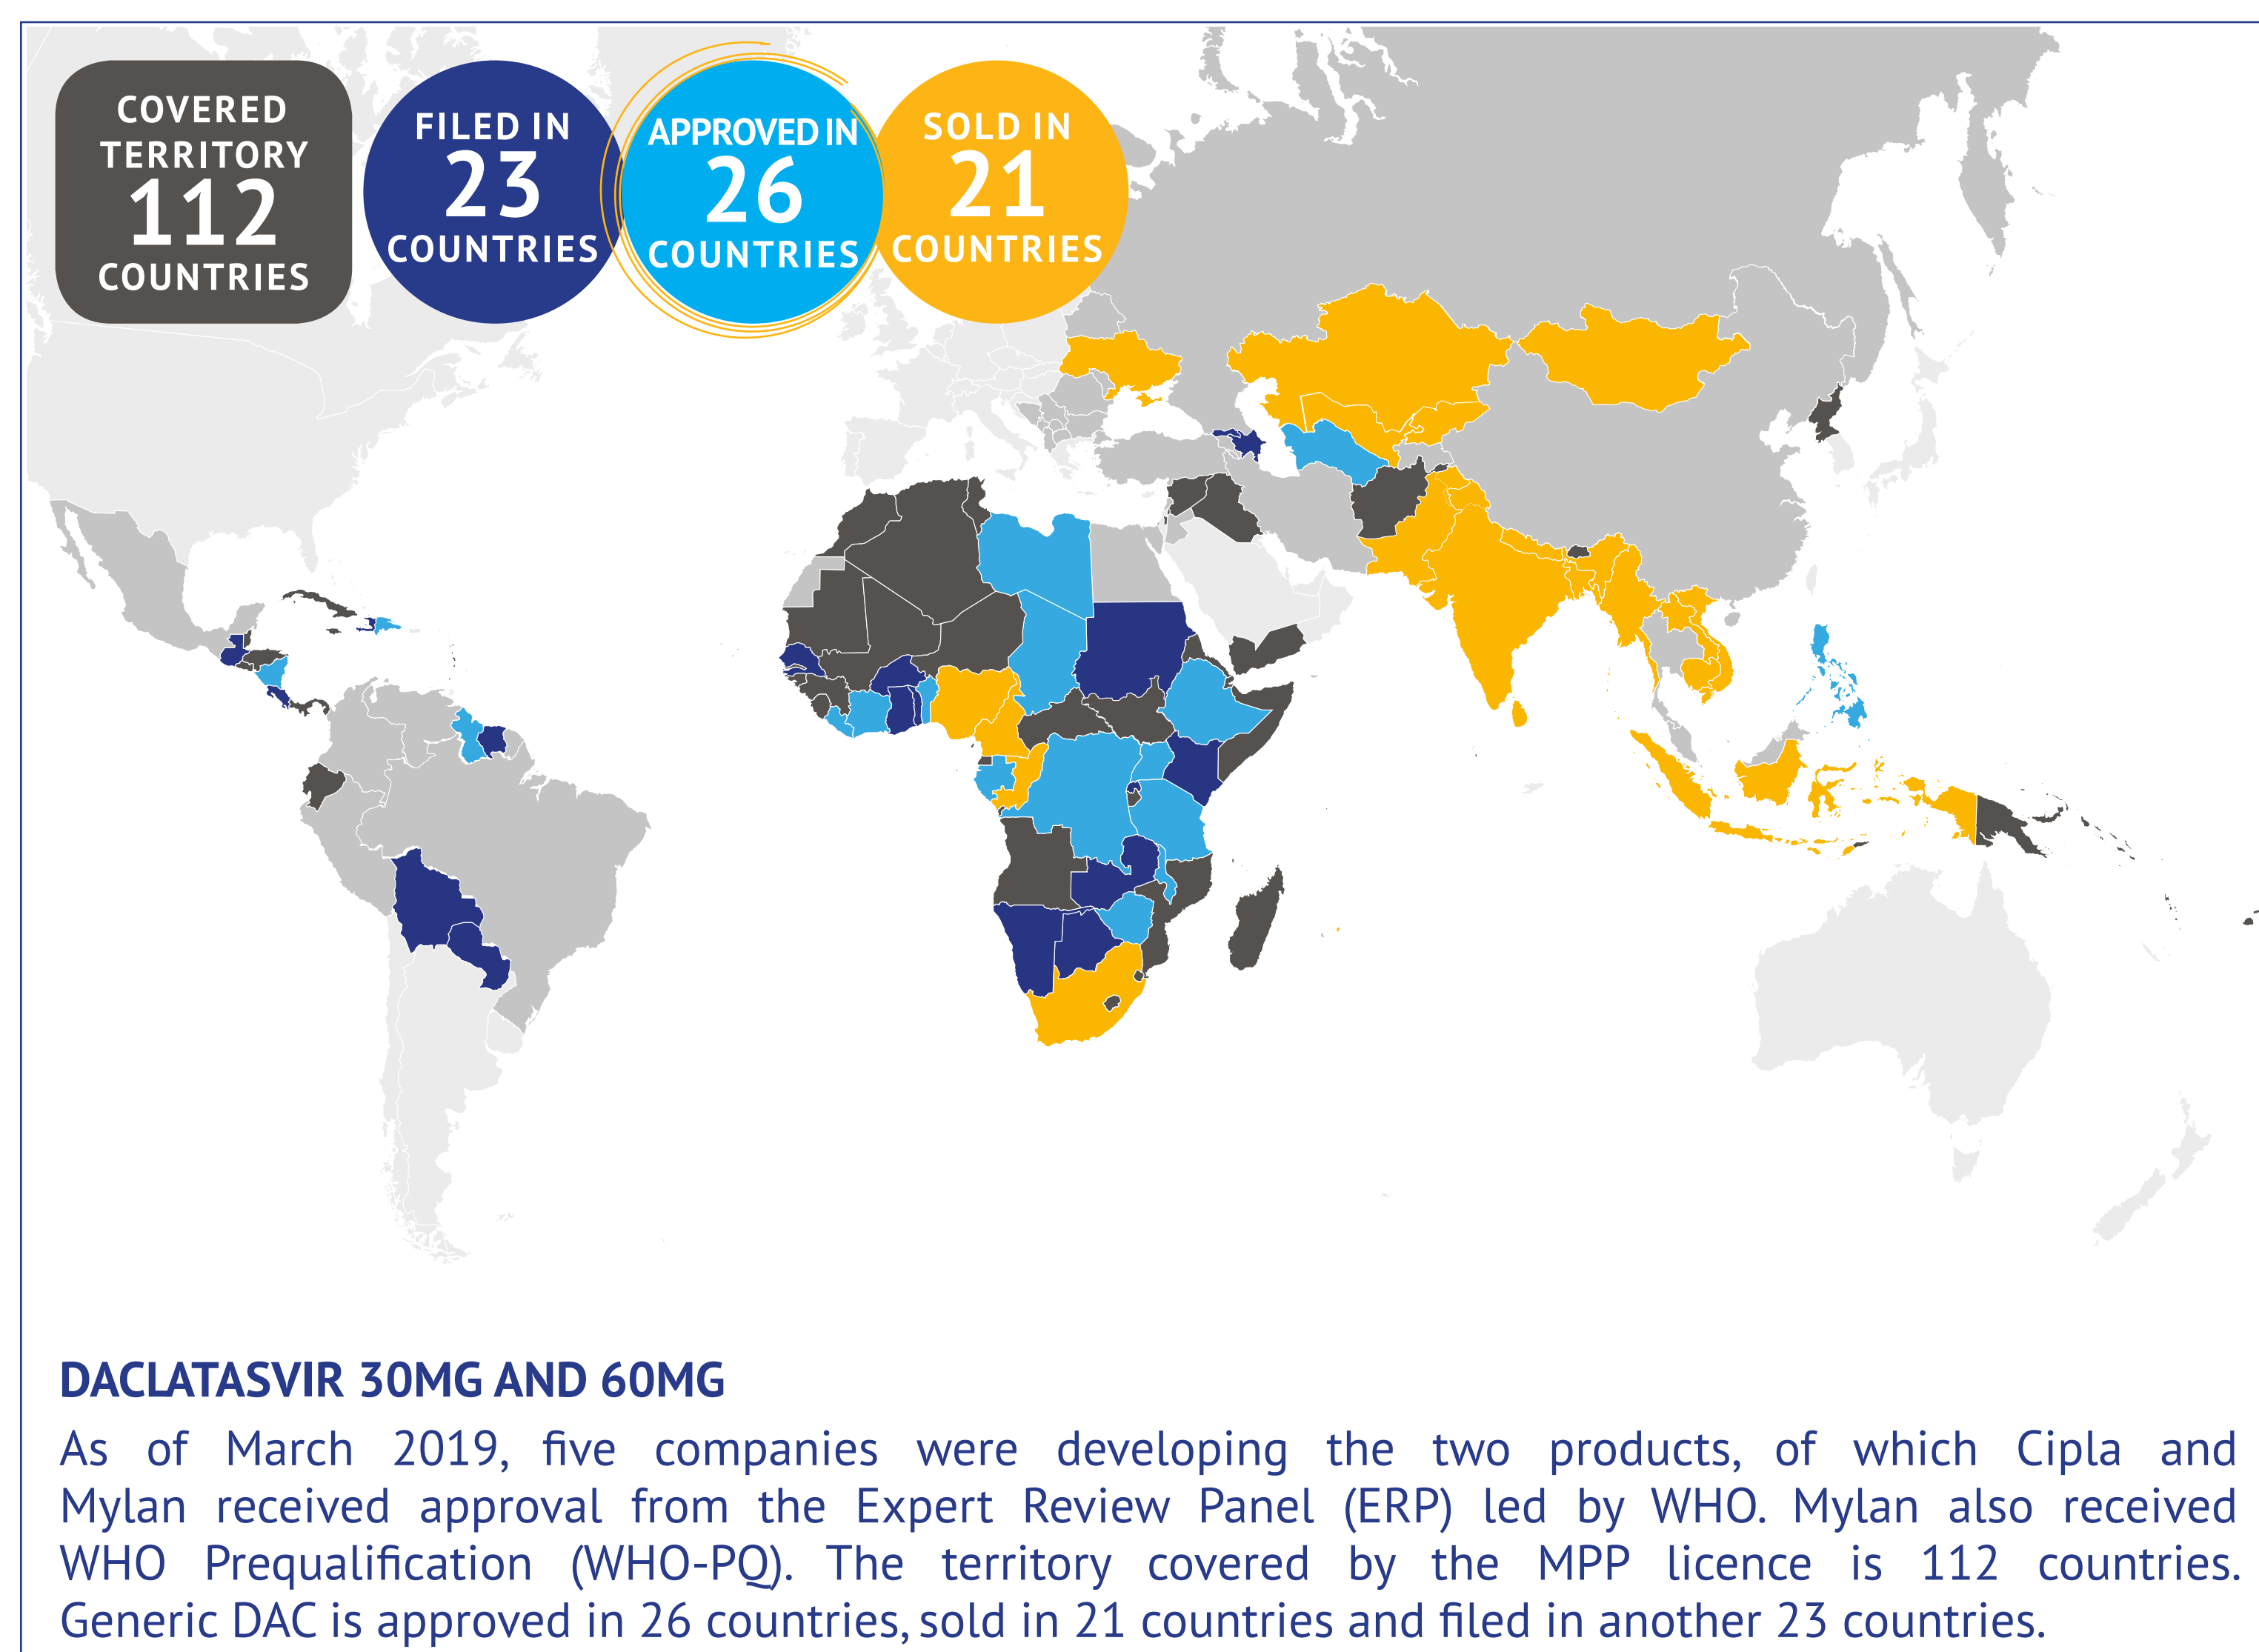 COVERED
TERRITORY
112
COUNTRIES
FILED IN
23
COUNTRIES
APPROVED IN
26
COUNTRIES
SOLD IN
21
COUNTRIES
DACLATASVIR 30MG AND 60MG
As of March 2019, five companies were developing the two products, of which Cipla and
Mylan received approval from the Expert Review Panel (ERP) led by WHO. Mylan also received
WHO Prequalification (WHO-PQ). The territory covered by the MPP licence is 112 countries.
Generic DAC is approved in 26 countries, sold in 21 countries and filed in another 23 countries.